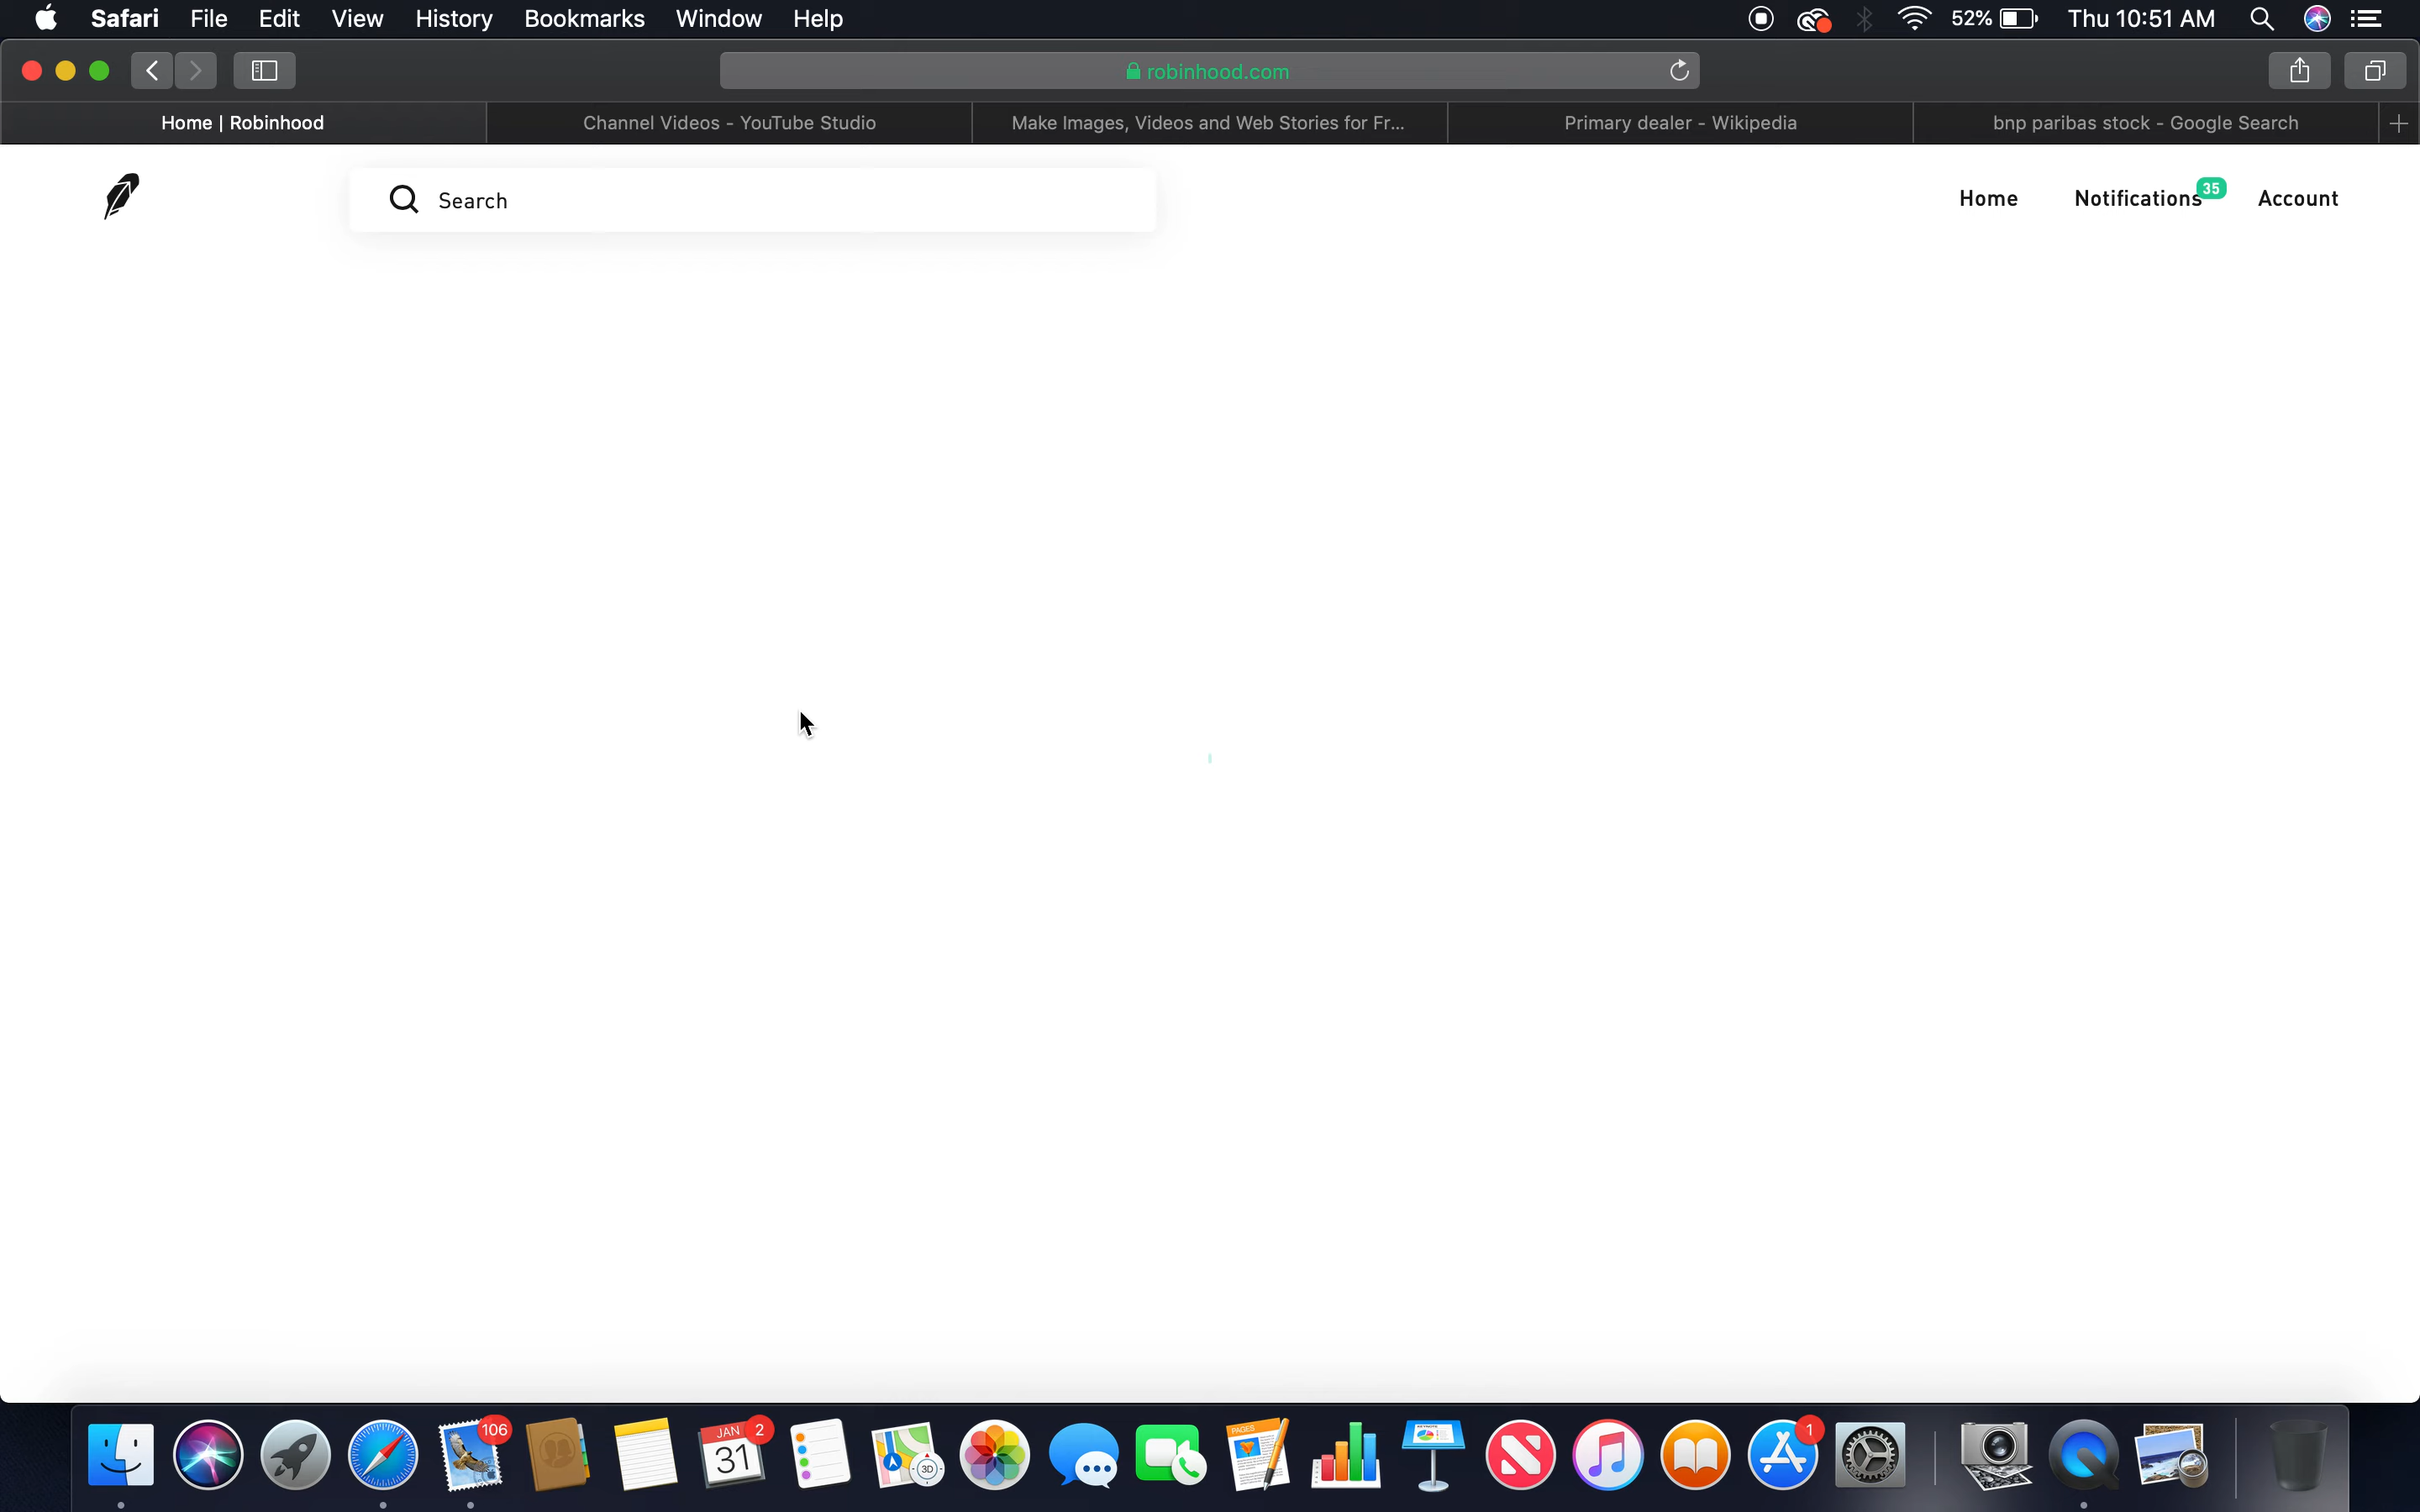 Safari File Edit View History Bookmarks Window Help 52% Thu 10:51 AM
robinhood.com
Home | Robinhood Channel Videos - YouTube Studio Make Images, Videos and Web Stories for Fr... Primary dealer - Wikipedia bnp paribas stock - Google Search
Search Home Notifications 35 Account
106 JAN 31 2 3D PAGES 1